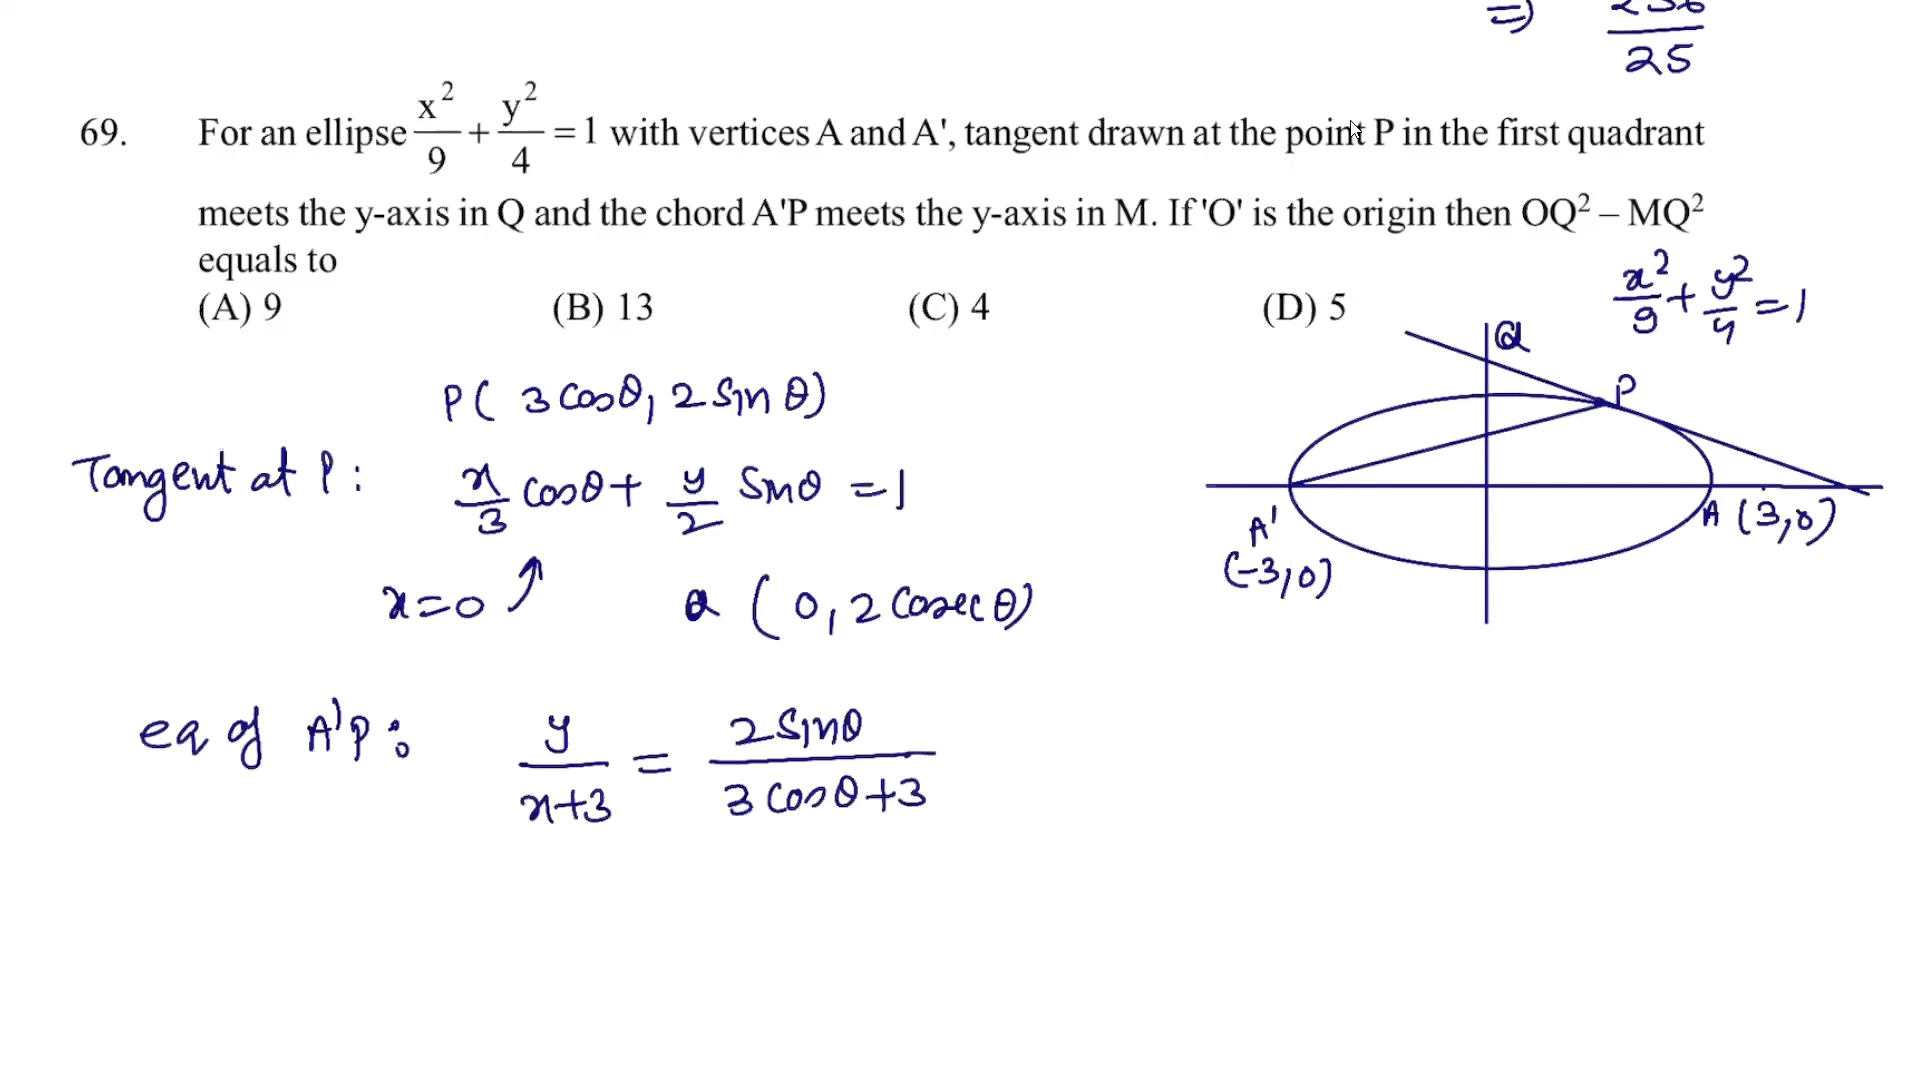 =) 256/25
69. For an ellipse x²/9 + y²/4 = 1 with vertices A and A', tangent drawn at the point P in the first quadrant
meets the y-axis in Q and the chord A'P meets the y-axis in M. If 'O' is the origin then OQ² – MQ²
equals to
(A) 9 (B) 13 (C) 4 (D) 5
x²/9 + y²/4 = 1
Q
P
A (3,0)
A'
(-3,0)
P( 3 cosθ, 2 sin θ)
Tangent at P: x/3 cosθ + y/2 sinθ = 1
x=0 ↑ Q (0, 2 cosec θ)
eq of A'P: y/(x+3) = 2 sinθ/(3 cosθ+3)